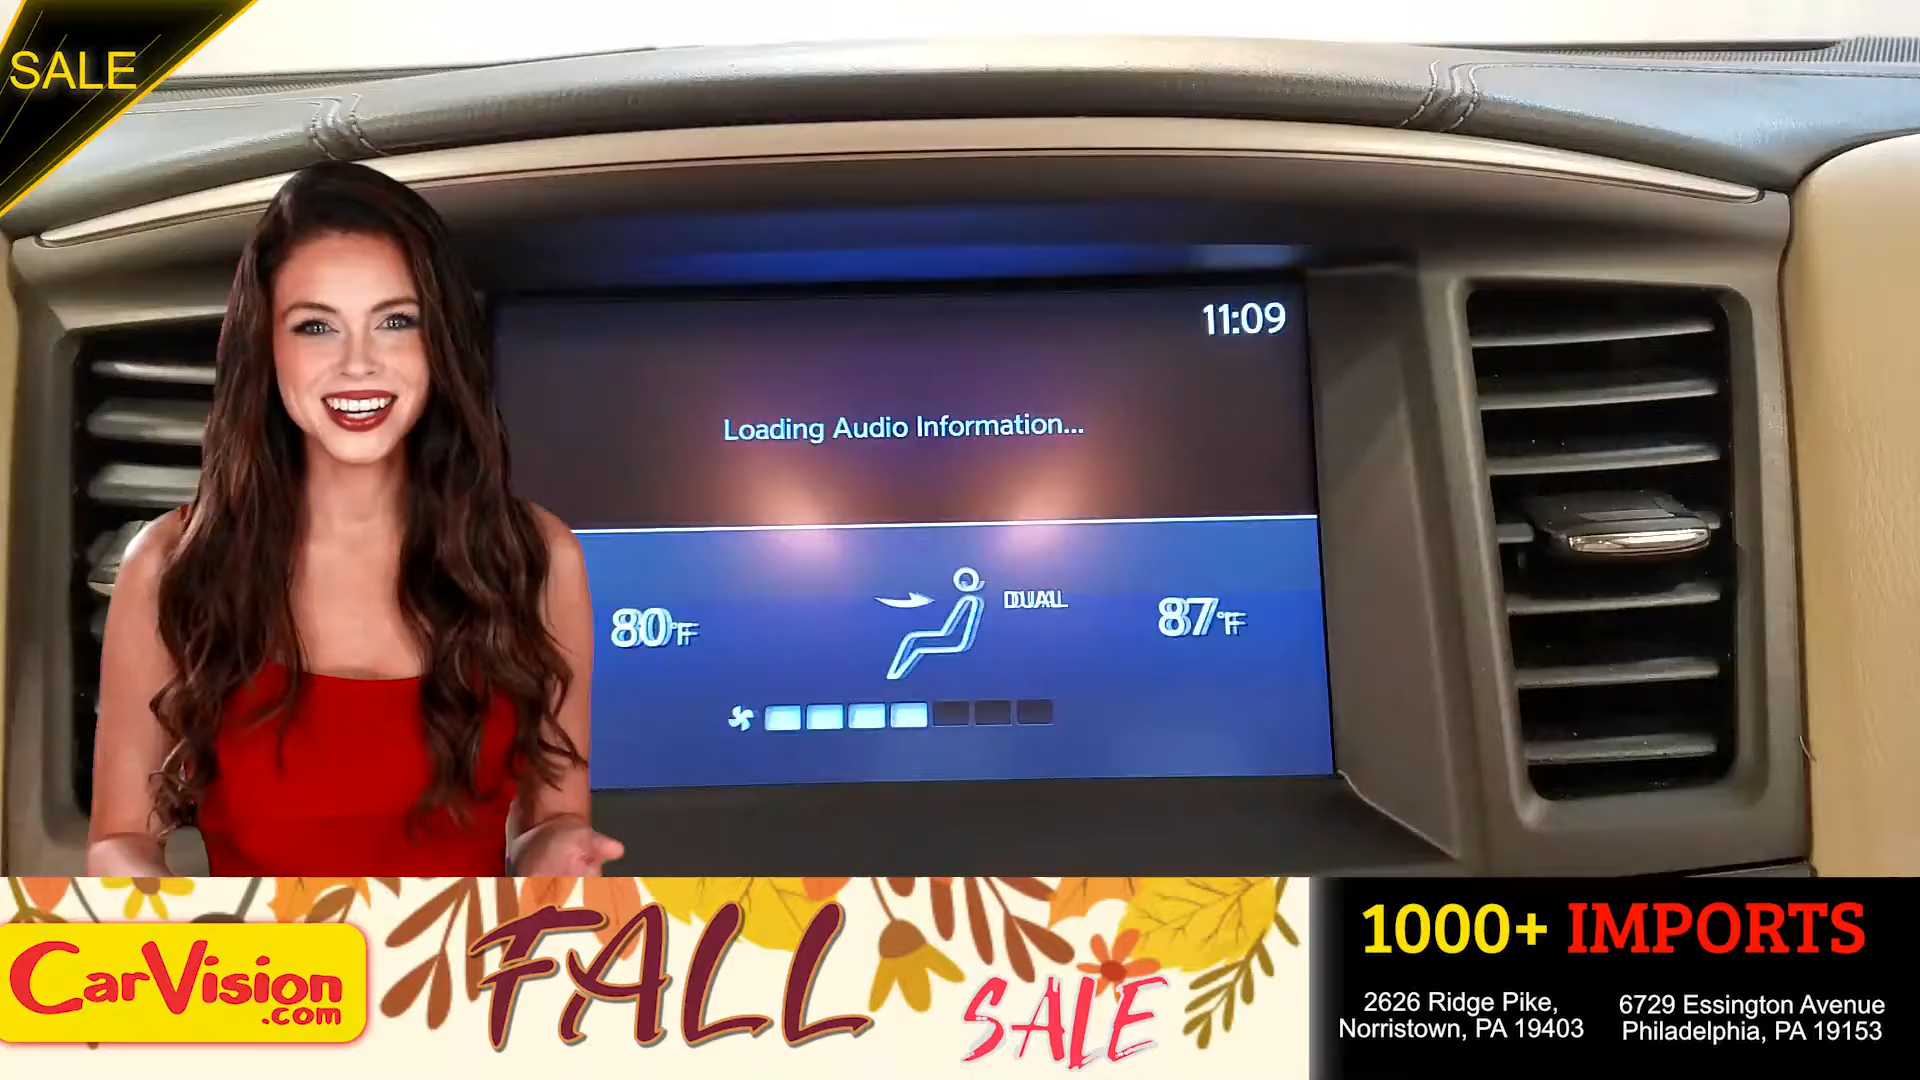 SALE
11:09
Loading Audio Information...
80°F
DUAL
87°F
CarVision
.com
FALL
SALE
1000+ IMPORTS
2626 Ridge Pike,
Norristown, PA 19403
6729 Essington Avenue
Philadelphia, PA 19153